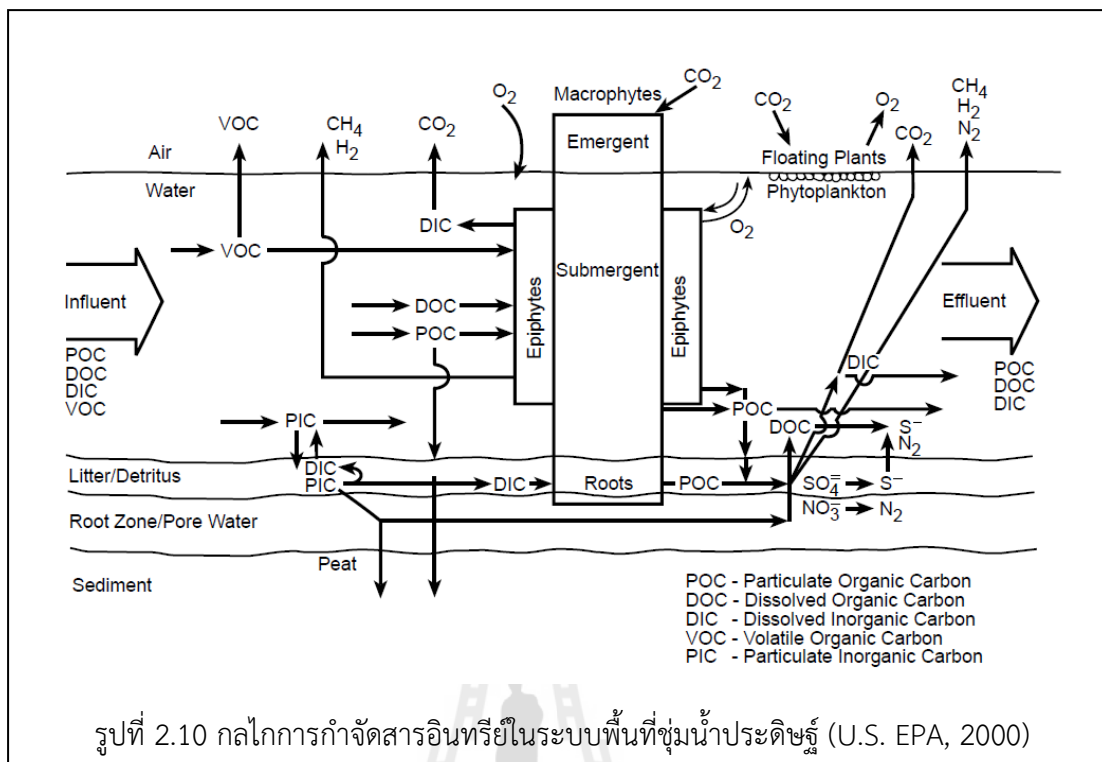 O₂
Macrophytes
CO₂
CO₂
O₂
CH₄
H₂
N₂
VOC
CH₄
H₂
CO₂
CO₂
Emergent
Air
Floating Plants
Water
Phytoplankton
DIC
O₂
VOC
Submergent
Influent
Effluent
DOC
POC
Epiphytes
Epiphytes
POC
DOC
DIC
VOC
DIC
POC
DOC
DIC
PIC
POC
DOC
S⁻
N₂
Litter/Detritus
DIC
PIC
DIC
Roots
POC
SO₄⁼
S⁻
Root Zone/Pore Water
NO₃⁼
N₂
Peat
Sediment
POC - Particulate Organic Carbon
DOC - Dissolved Organic Carbon
DIC - Dissolved Inorganic Carbon
VOC - Volatile Organic Carbon
PIC - Particulate Inorganic Carbon
รูปที่ 2.10 กลไกการกำจัดสารอินทรีย์ในระบบพื้นที่ชุ่มน้ำประดิษฐ์ (U.S. EPA, 2000)